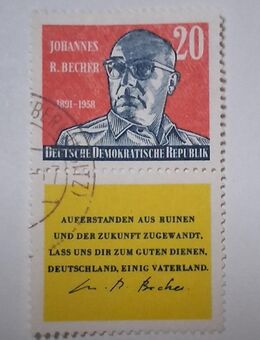 JOHANNES
R. BECHER
20
1891-1958
DEUTSCHE DEMOKRATISCHE REPUBLIK
AUFERSTANDEN AUS RUINEN
UND DER ZUKUNFT ZUGEWANDT,
LASS UNS DIR ZUM GUTEN DIENEN,
DEUTSCHLAND, EINIG VATERLAND.
Becher